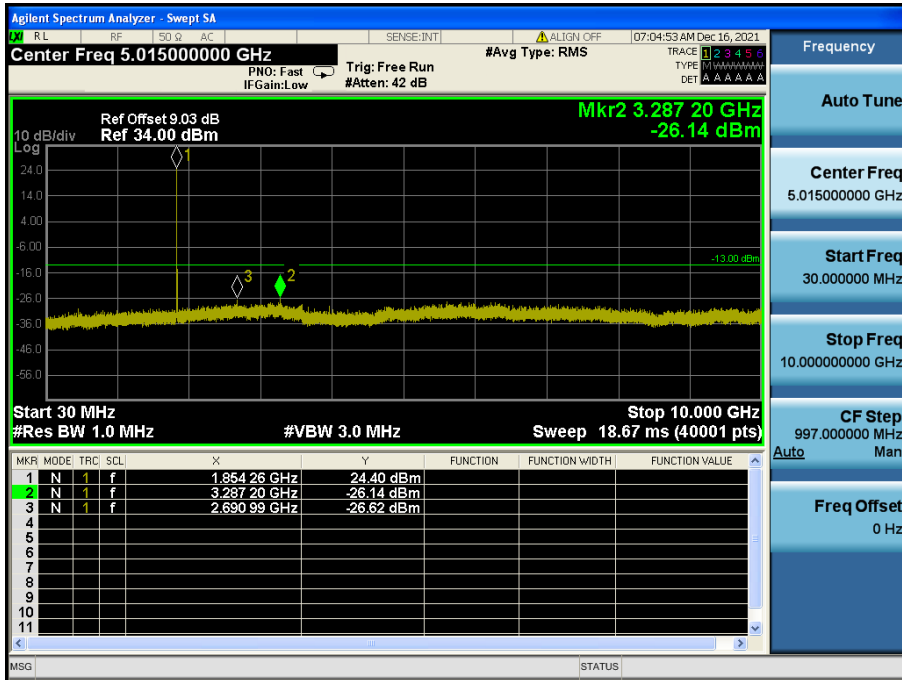 Agilent Spectrum Analyzer - Swept SA
LXI RL RF 50 Ω AC SENSE:INT ALIGN OFF 07:04:53 AM Dec 16, 2021
Center Freq 5.015000000 GHz #Avg Type: RMS TRACE 1 2 3 4 5 6
PNO: Fast Trig: Free Run TYPE MWWWWW
IFGain:Low #Atten: 42 dB DET A A A A A A
Frequency
Auto Tune
Center Freq
5.015000000 GHz
Start Freq
30.000000 MHz
Stop Freq
10.000000000 GHz
CF Step
997.000000 MHz
Auto Man
Freq Offset
0 Hz
Mkr2 3.287 20 GHz
-26.14 dBm
Ref Offset 9.03 dB
10 dB/div Ref 34.00 dBm
Log
24.0
14.0
4.00
-6.00
-16.0
-26.0
-36.0
-46.0
-56.0
1
3
2
-13.00 dBm
Start 30 MHz Stop 10.000 GHz
#Res BW 1.0 MHz #VBW 3.0 MHz Sweep 18.67 ms (40001 pts)
MKR MODE TRC SCL X Y FUNCTION FUNCTION WIDTH FUNCTION VALUE
1 N 1 f 1.854 26 GHz 24.40 dBm
2 N 1 f 3.287 20 GHz -26.14 dBm
3 N 1 f 2.690 99 GHz -26.62 dBm
4
5
6
7
8
9
10
11
MSG STATUS